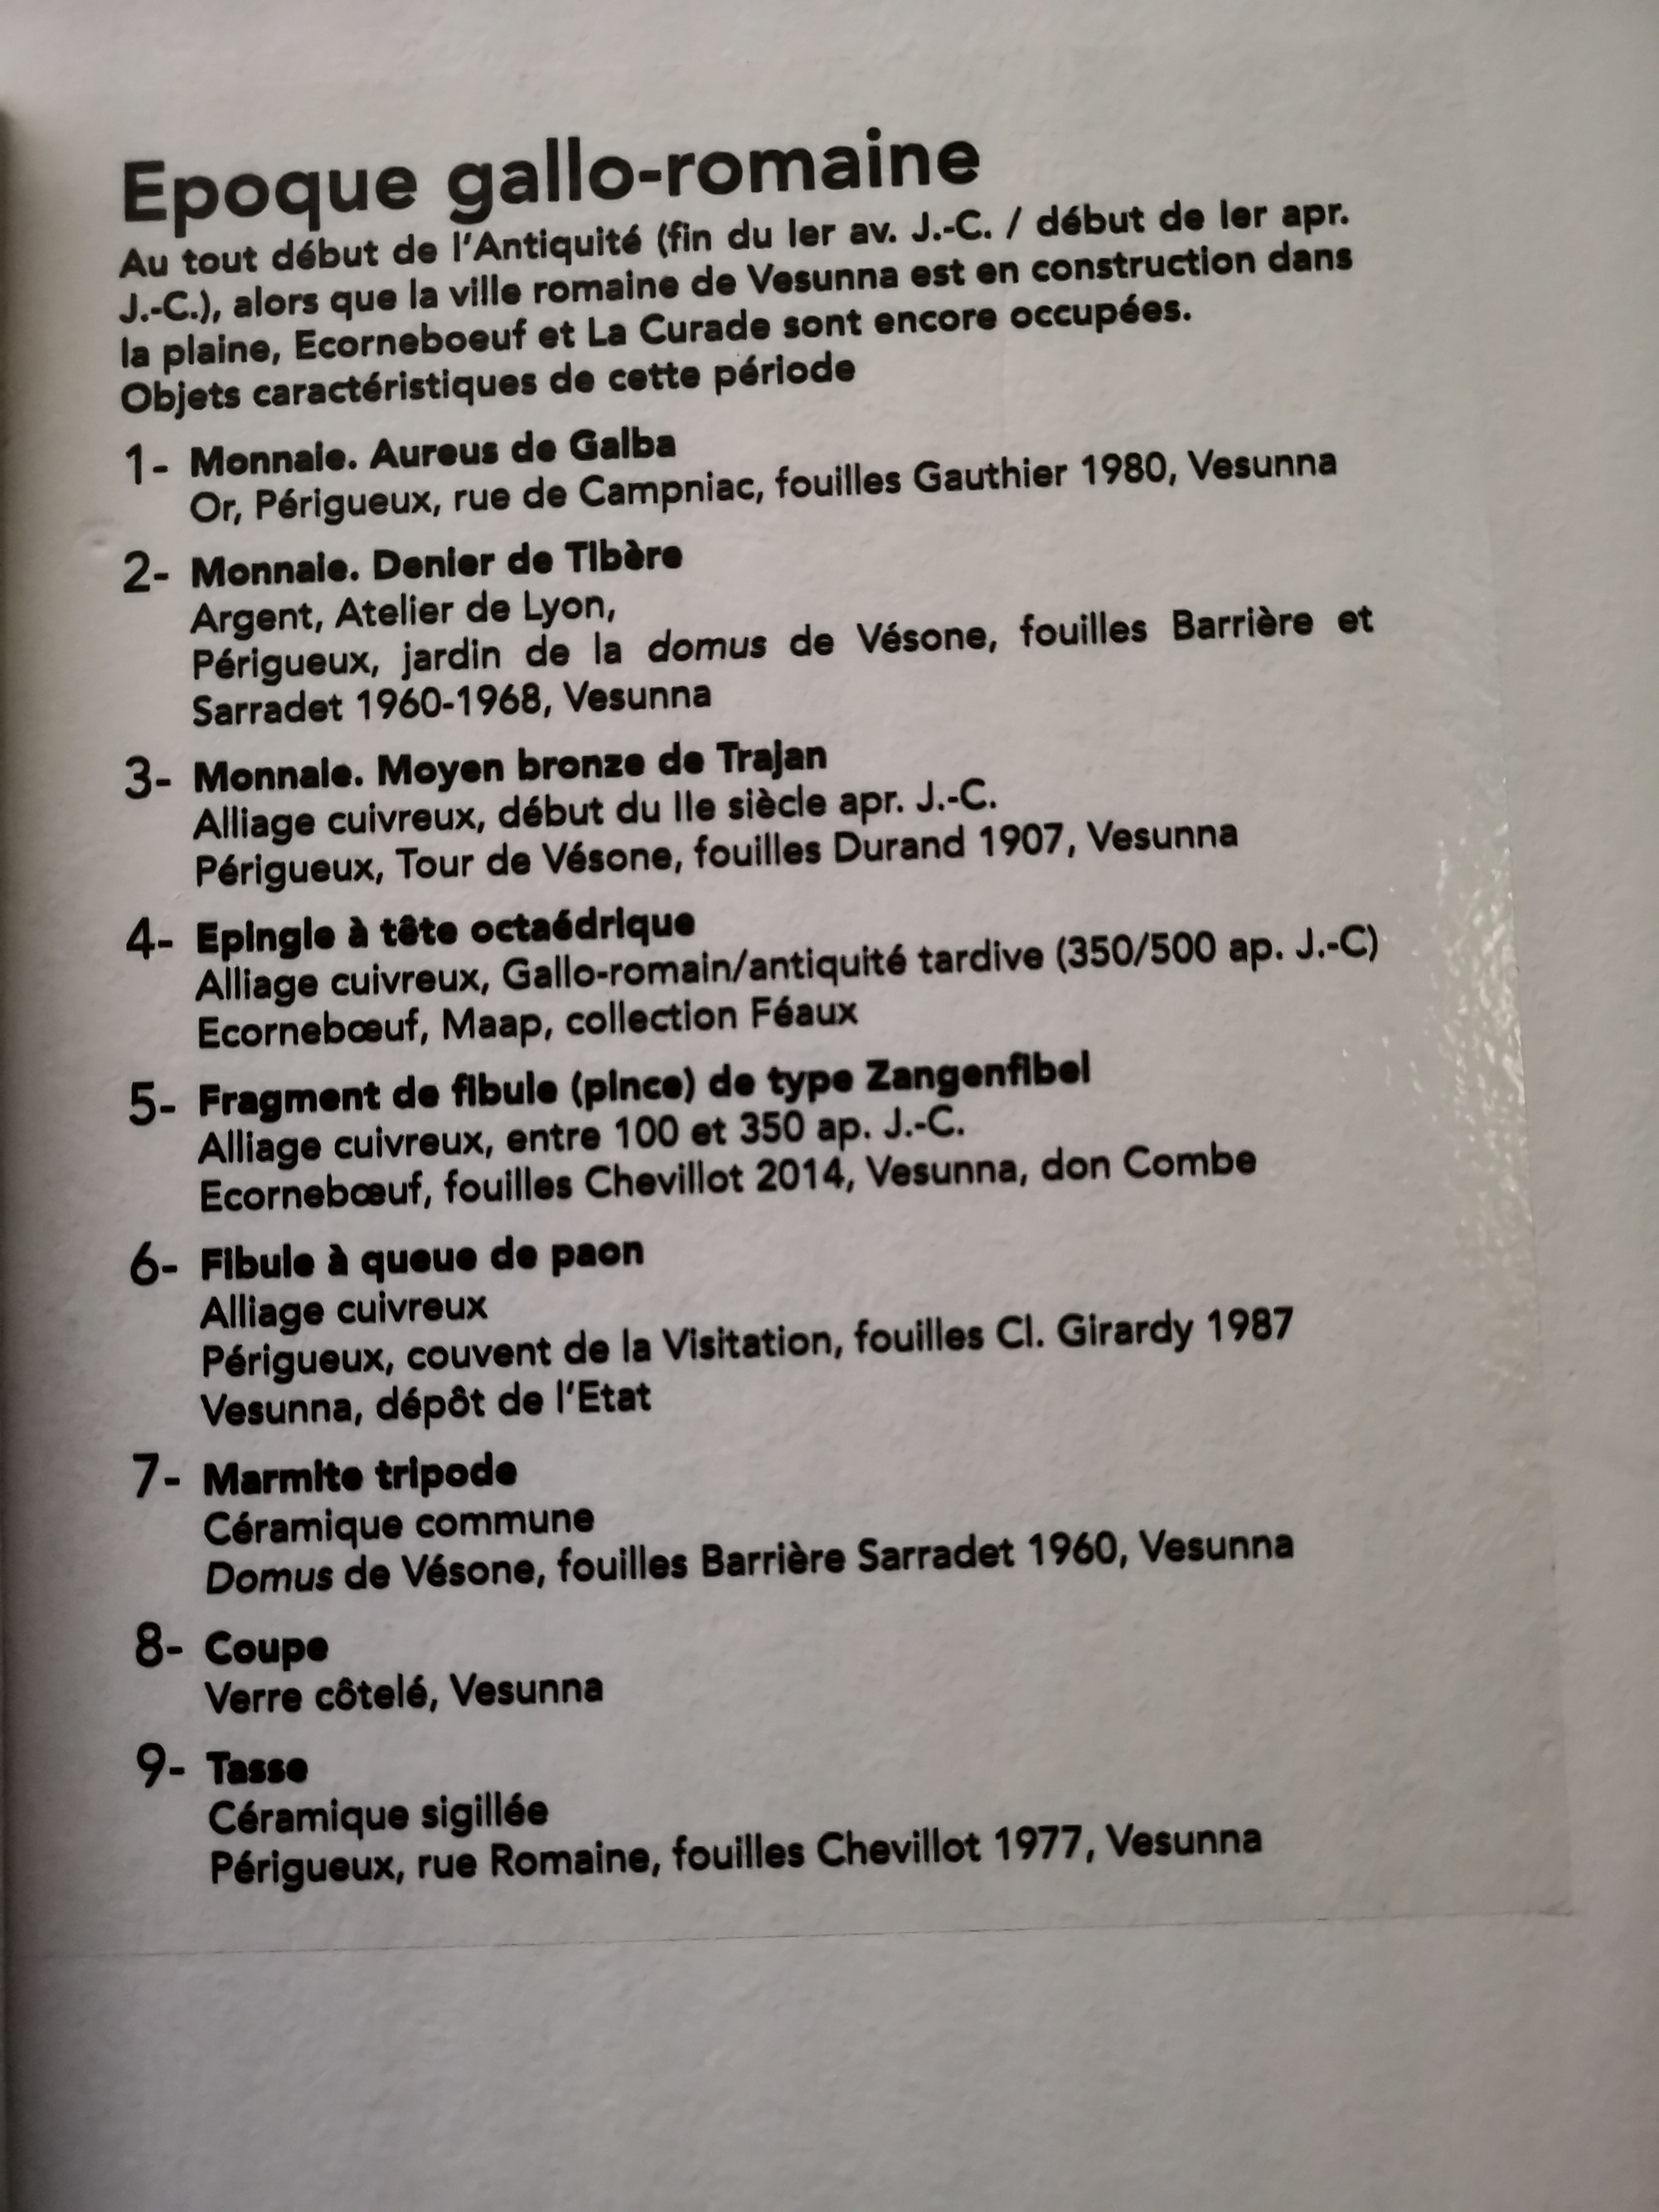 Epoque gallo-romaine
Au tout début de l'Antiquité (fin du Ier av. J.-C. / début de Ier apr.
J.-C.), alors que la ville romaine de Vesunna est en construction dans
la plaine, Ecorneboeuf et La Curade sont encore occupées.
Objets caractéristiques de cette période
1- Monnaie. Aureus de Galba
Or, Périgueux, rue de Campniac, fouilles Gauthier 1980, Vesunna
2- Monnaie. Denier de Tibère
Argent, Atelier de Lyon,
Périgueux, jardin de la domus de Vésone, fouilles Barrière et
Sarradet 1960-1968, Vesunna
3- Monnaie. Moyen bronze de Trajan
Alliage cuivreux, début du IIe siècle apr. J.-C.
Périgueux, Tour de Vésone, fouilles Durand 1907, Vesunna
4- Epingle à tête octaédrique
Alliage cuivreux, Gallo-romain/antiquité tardive (350/500 ap. J.-C)
Ecornebœuf, Maap, collection Féaux
5- Fragment de fibule (pince) de type Zangenfibel
Alliage cuivreux, entre 100 et 350 ap. J.-C.
Ecornebœuf, fouilles Chevillot 2014, Vesunna, don Combe
6- Fibule à queue de paon
Alliage cuivreux
Périgueux, couvent de la Visitation, fouilles Cl. Girardy 1987
Vesunna, dépôt de l'Etat
7- Marmite tripode
Céramique commune
Domus de Vésone, fouilles Barrière Sarradet 1960, Vesunna
8- Coupe
Verre côtelé, Vesunna
9- Tasse
Céramique sigillée
Périgueux, rue Romaine, fouilles Chevillot 1977, Vesunna